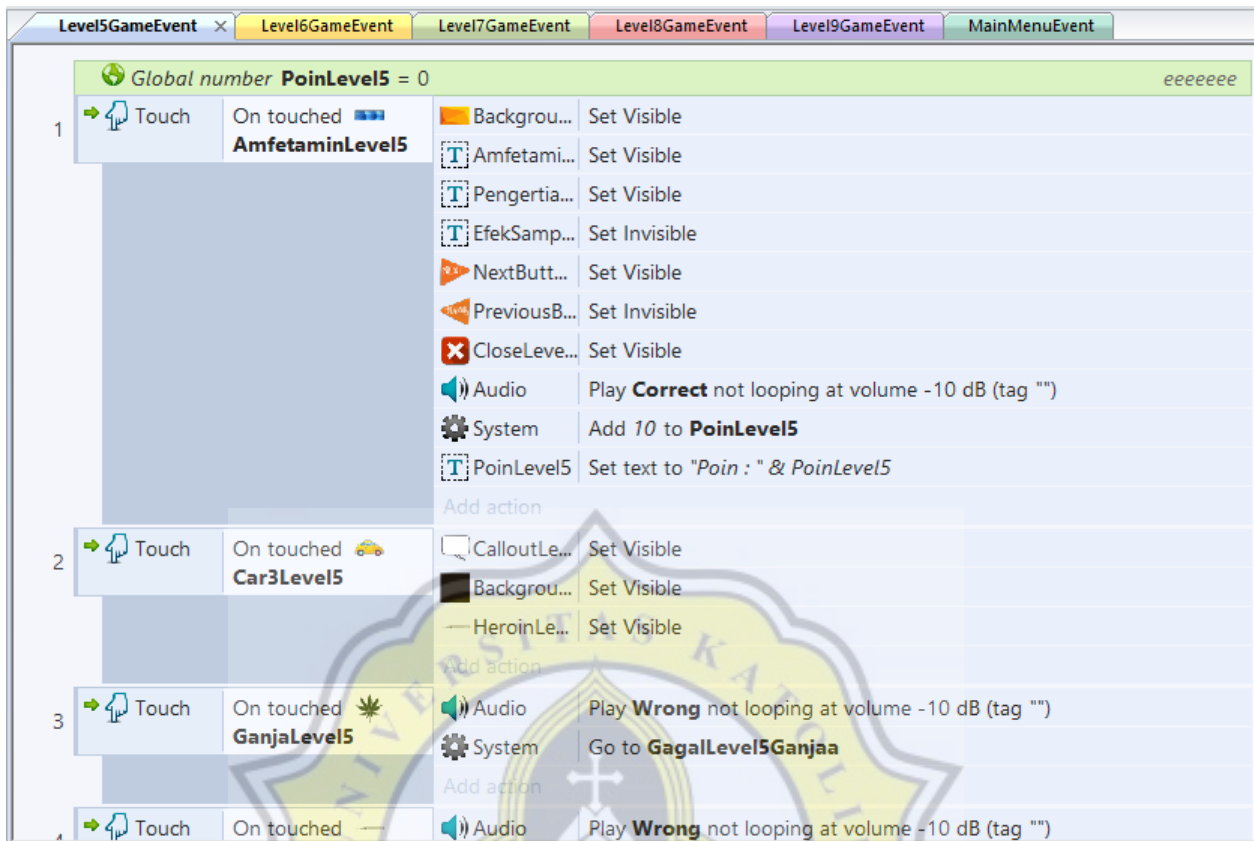 Level5GameEvent × Level6GameEvent Level7GameEvent Level8GameEvent Level9GameEvent MainMenuEvent
Global number PoinLevel5 = 0 eeeeeee
1 Touch On touched AmfetaminLevel5
Backgrou... Set Visible
Amfetami... Set Visible
Pengertia... Set Visible
EfekSamp... Set Invisible
NextButt... Set Visible
PreviousB... Set Invisible
CloseLeve... Set Visible
Audio Play Correct not looping at volume -10 dB (tag "")
System Add 10 to PoinLevel5
PoinLevel5 Set text to "Poin : " & PoinLevel5
Add action
2 Touch On touched Car3Level5
CalloutLe... Set Visible
Backgrou... Set Visible
HeroinLe... Set Visible
Add action
3 Touch On touched GanjaLevel5
Audio Play Wrong not looping at volume -10 dB (tag "")
System Go to GagalLevel5Ganjaa
Add action
Touch On touched
Audio Play Wrong not looping at volume -10 dB (tag "")